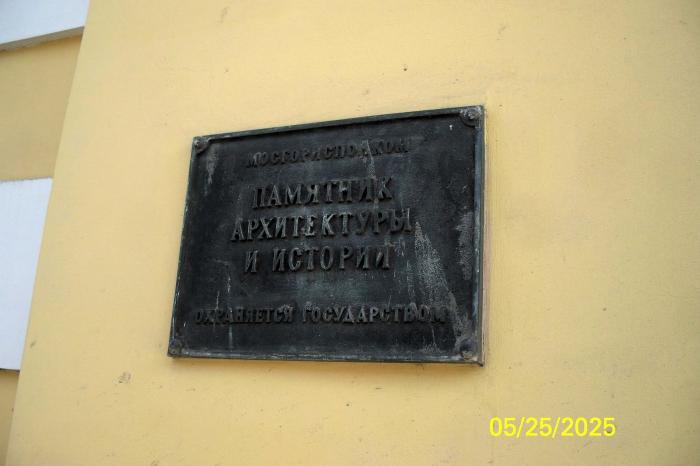 МОСГОРИСПОЛКОМ
ПАМЯТНИК
АРХИТЕКТУРЫ
И ИСТОРИИ
ОХРАНЯЕТСЯ ГОСУДАРСТВОМ
05/25/2025